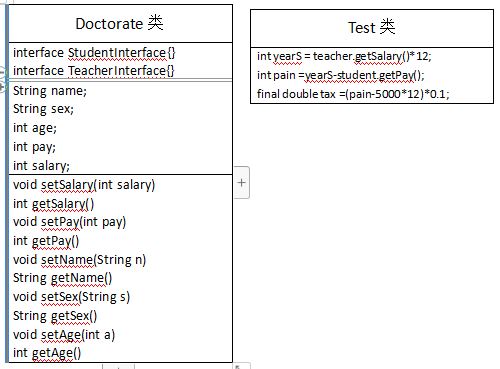 Doctorate 类
interface StudentInterface{}
interface TeacherInterface{}
String name;
String sex;
int age;
int pay;
int salary;
void setSalary(int salary)
int getSalary()
void setPay(int pay)
int getPay()
void setName(String n)
String getName()
void setSex(String s)
String getSex()
void setAge(int a)
int getAge()
Test 类
int yearS = teacher.getSalary()*12;
int pain =yearS-student.getPay();
final double tax =(pain-5000*12)*0.1;